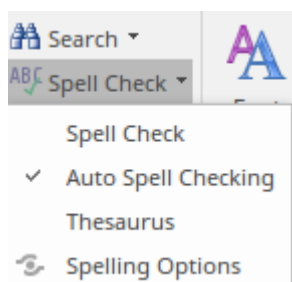 Search
ABC Spell Check
Spell Check
Auto Spell Checking
Thesaurus
Spelling Options